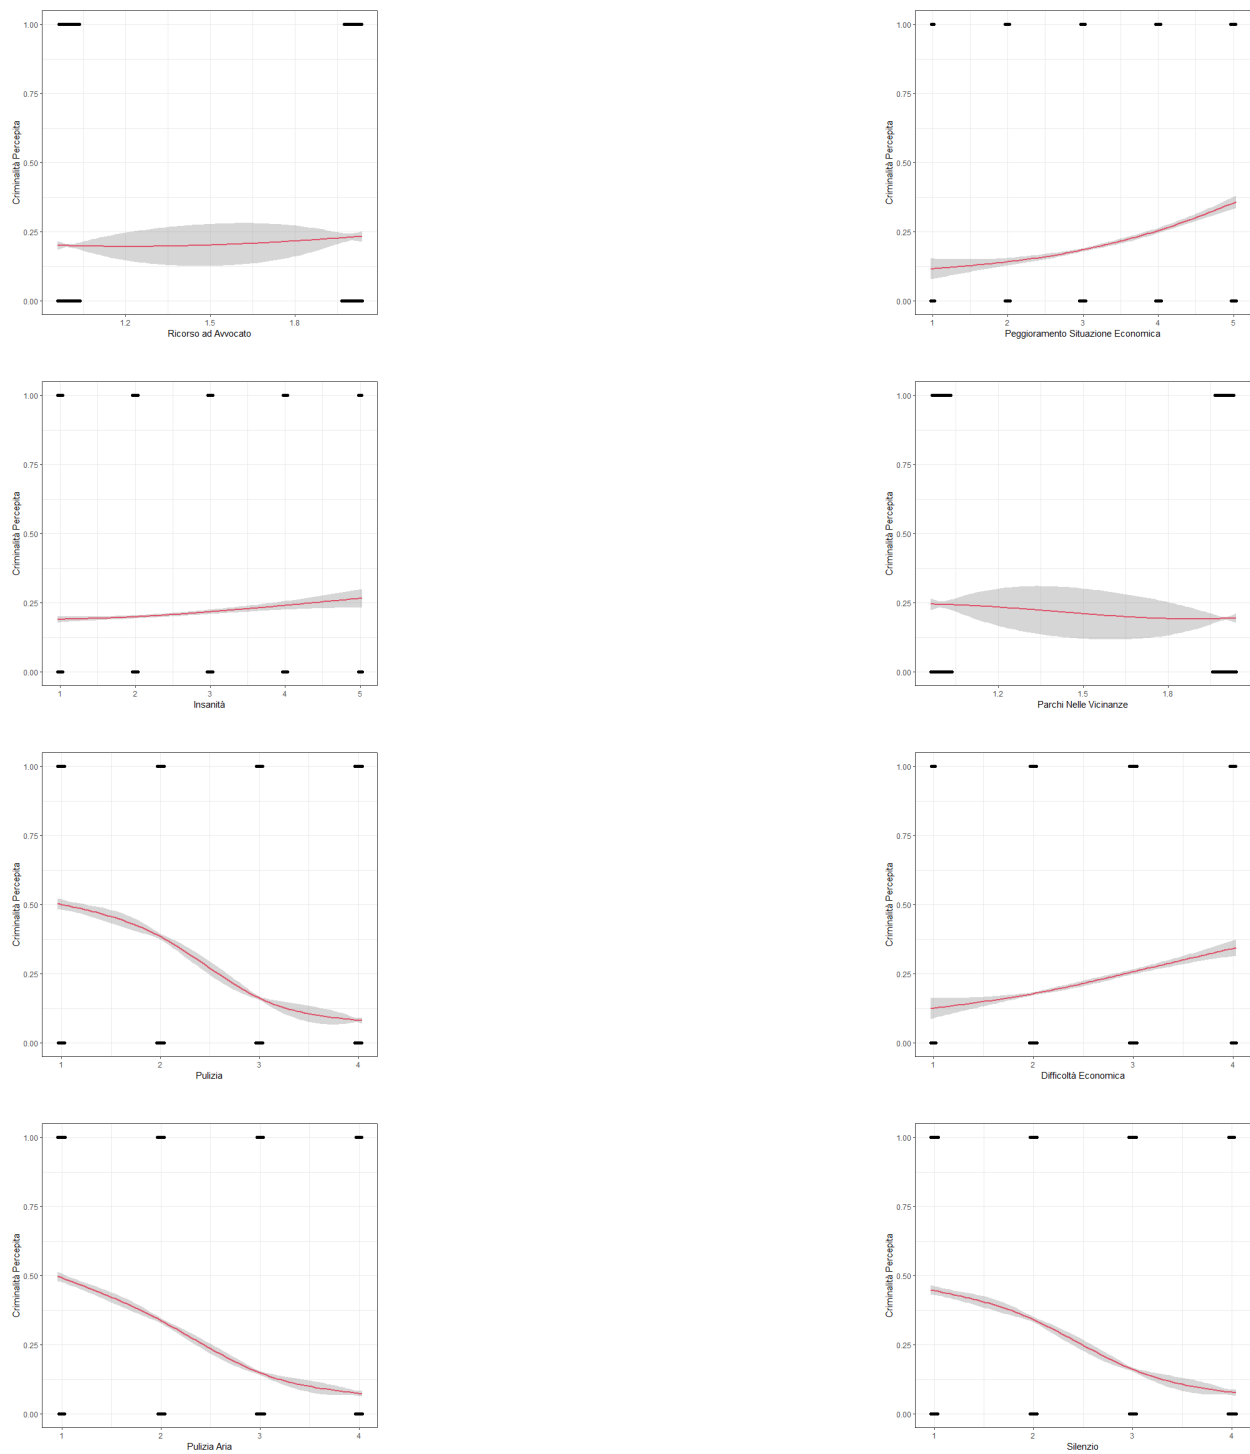 1.00
0.75
0.50
0.25
0.00
Criminalità Percepita
1.2 1.5 1.8
Ricorso ad Avvocato
1.00
0.75
0.50
0.25
0.00
Criminalità Percepita
1 2 3 4 5
Peggioramento Situazione Economica
1.00
0.75
0.50
0.25
0.00
Criminalità Percepita
1 2 3 4 5
Insanità
1.00
0.75
0.50
0.25
0.00
Criminalità Percepita
1.2 1.5 1.8
Parchi Nelle Vicinanze
1.00
0.75
0.50
0.25
0.00
Criminalità Percepita
1 2 3 4
Pulizia
1.00
0.75
0.50
0.25
0.00
Criminalità Percepita
1 2 3 4
Difficoltà Economica
1.00
0.75
0.50
0.25
0.00
Criminalità Percepita
1 2 3 4
Pulizia Aria
1.00
0.75
0.50
0.25
0.00
Criminalità Percepita
1 2 3 4
Silenzio